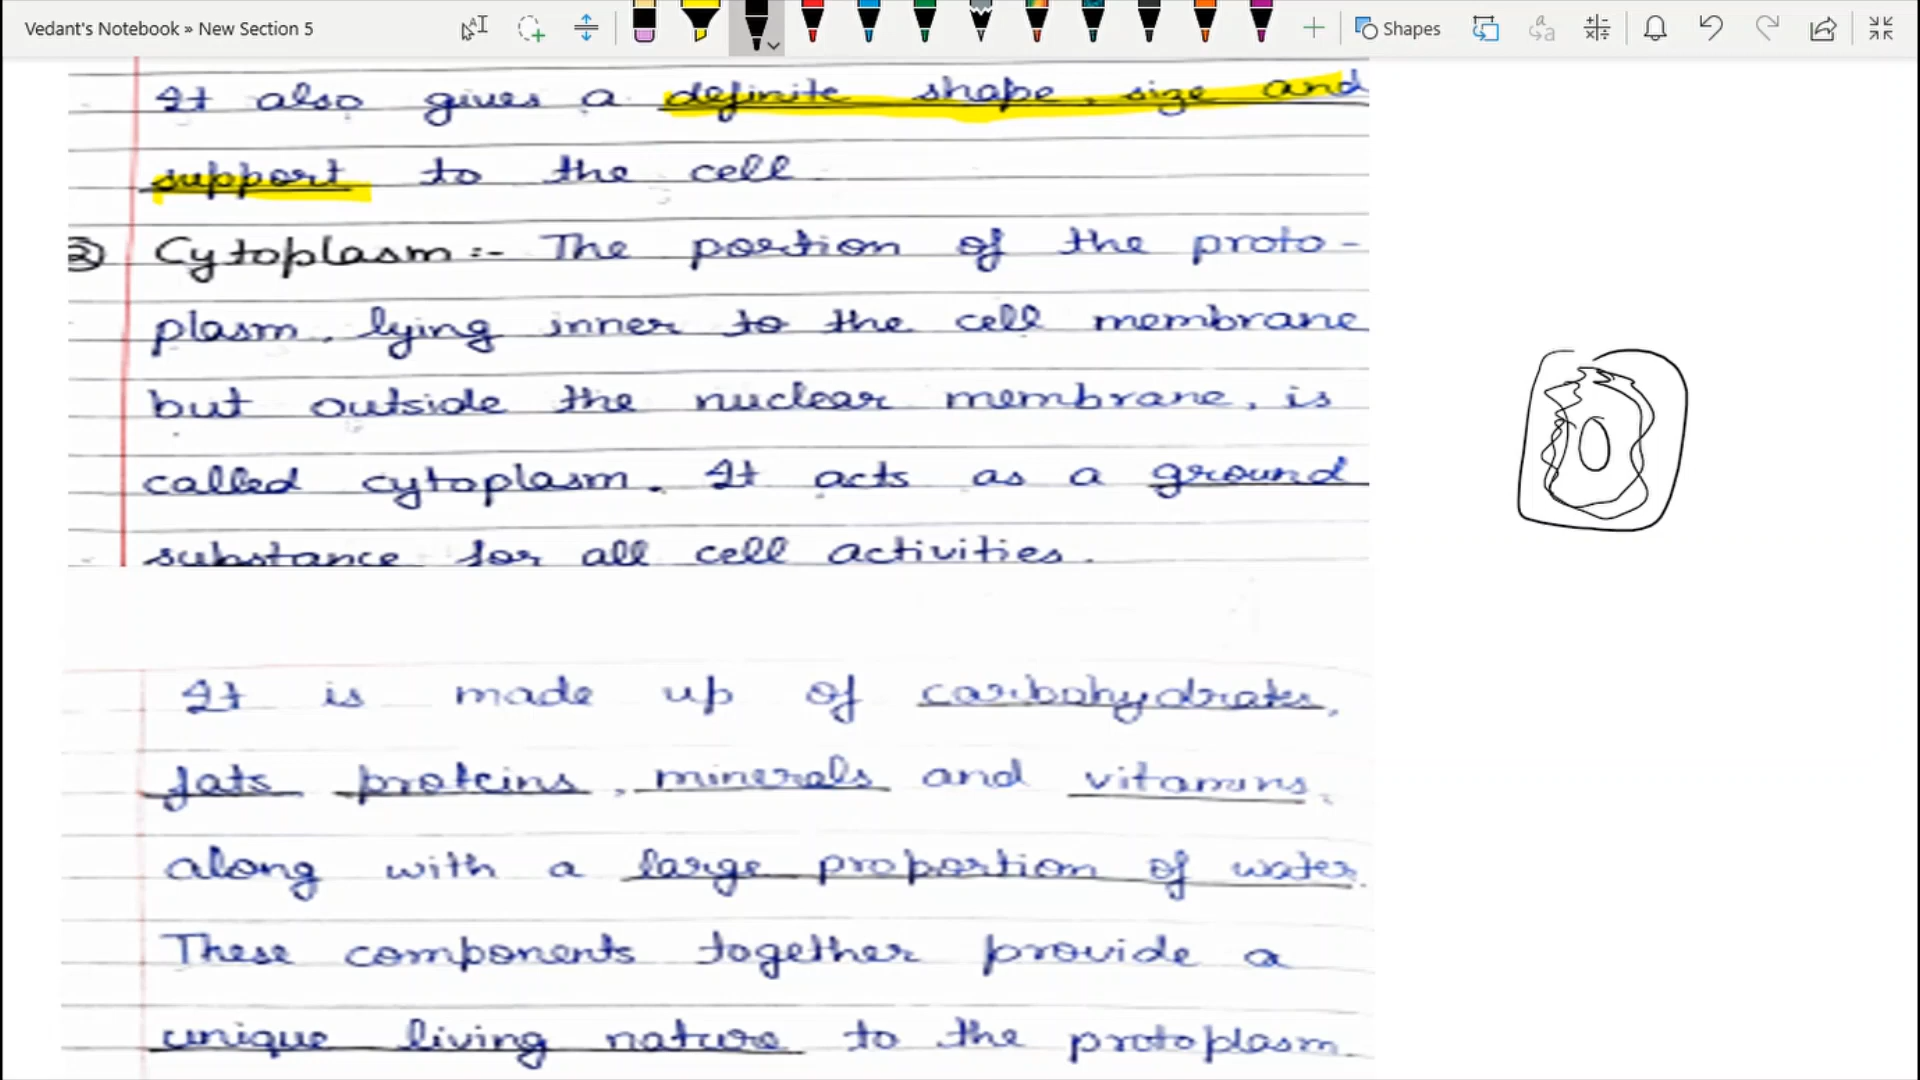 Vedant's Notebook » New Section 5
Shapes
It also gives a definite shape, size and
support to the cell
Cytoplasm :- The portion of the proto-
plasm, lying inner to the cell membrane
but outside the nuclear membrane, is
called cytoplasm. It acts as a ground
substance for all cell activities.
It is made up of carbohydrates,
fats proteins, minerals and vitamins,
along with a large proportion of water.
These components together provide a
unique living nature to the protoplasm.